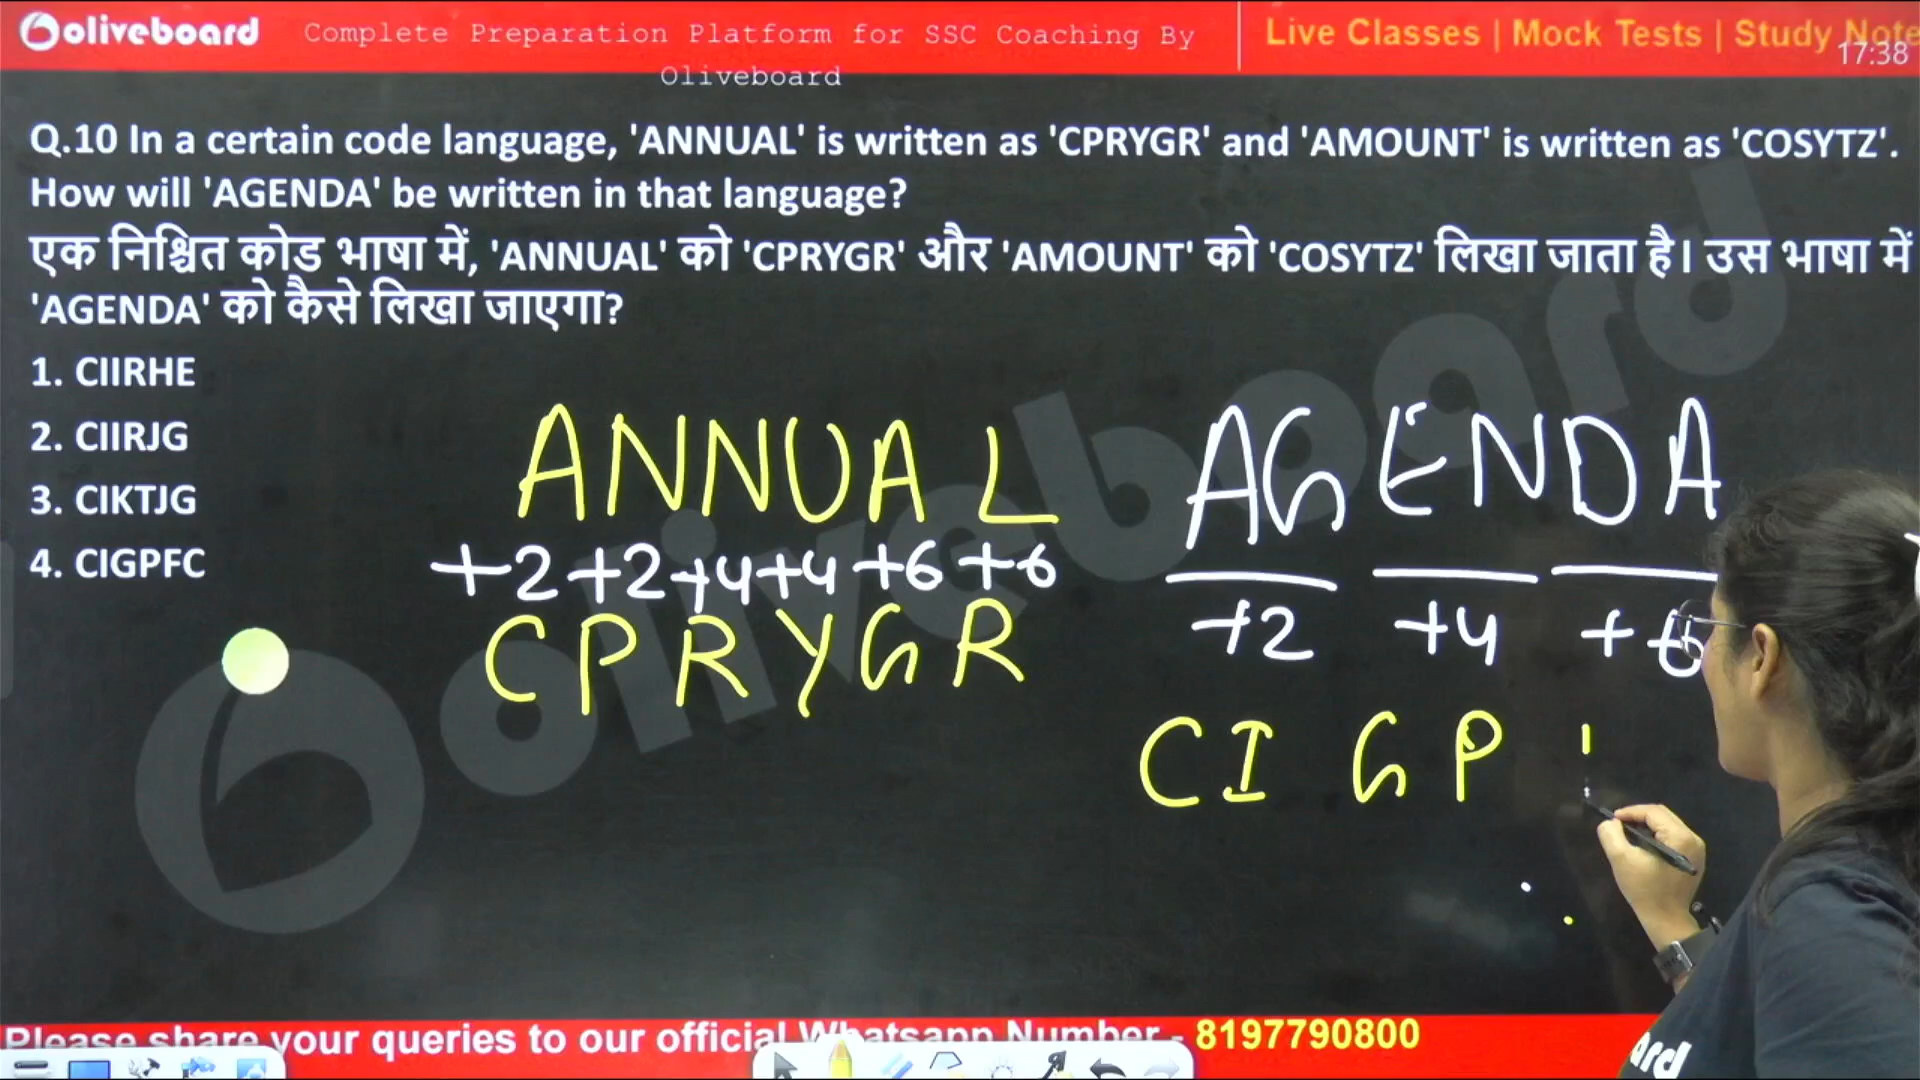 oliveboard
Complete Preparation Platform for SSC Coaching By
Oliveboard
Live Classes | Mock Tests | Study Note
17:38
Q.10 In a certain code language, 'ANNUAL' is written as 'CPRYGR' and 'AMOUNT' is written as 'COSYTZ'.
How will 'AGENDA' be written in that language?
एक निश्चित कोड भाषा में, 'ANNUAL' को 'CPRYGR' और 'AMOUNT' को 'COSYTZ' लिखा जाता है। उस भाषा में
'AGENDA' को कैसे लिखा जाएगा?
1. CIIRHE
2. CIIRJG
3. CIKTJG
4. CIGPFC
ANNUAL
+2 +2 +4 +4 +6 +6
CPRYGR
AGENDA
+2 +4 +6
CI GP
oliveboard
Please share your queries to our official Whatsapp Number - 8197790800
ard